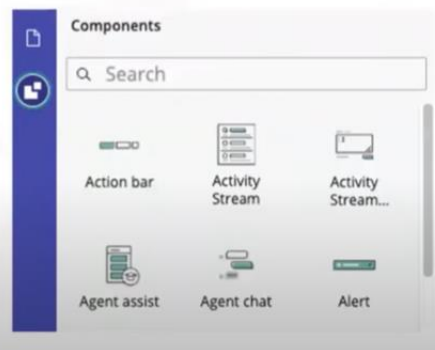 Components
Search
Action bar
Activity
Stream
Activity
Stream...
Agent assist
Agent chat
Alert